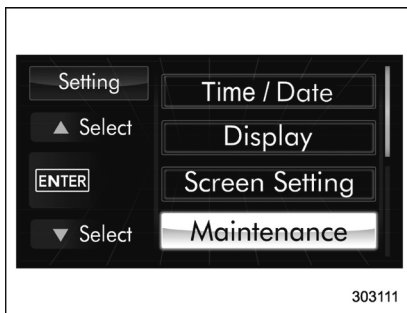 Setting
▲ Select
ENTER
▼ Select
Time / Date
Display
Screen Setting
Maintenance
303111